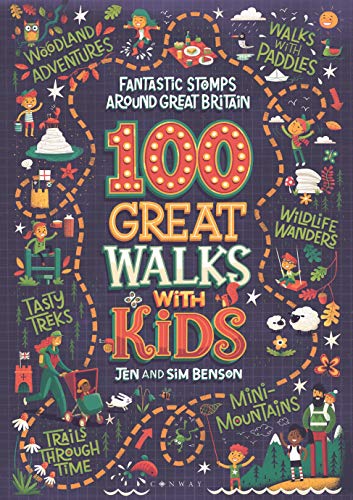 WOODLAND
ADVENTURES
WALKS
WITH
PADDLES
FANTASTIC STOMPS
AROUND GREAT BRITAIN
100
GREAT
WALKS
WITH
KIDS
JEN AND SIM BENSON
WILDLIFE
WANDERS
TASTY
TREKS
MINI-
MOUNTAINS
TRAILS
THROUGH
TIME
CONWAY